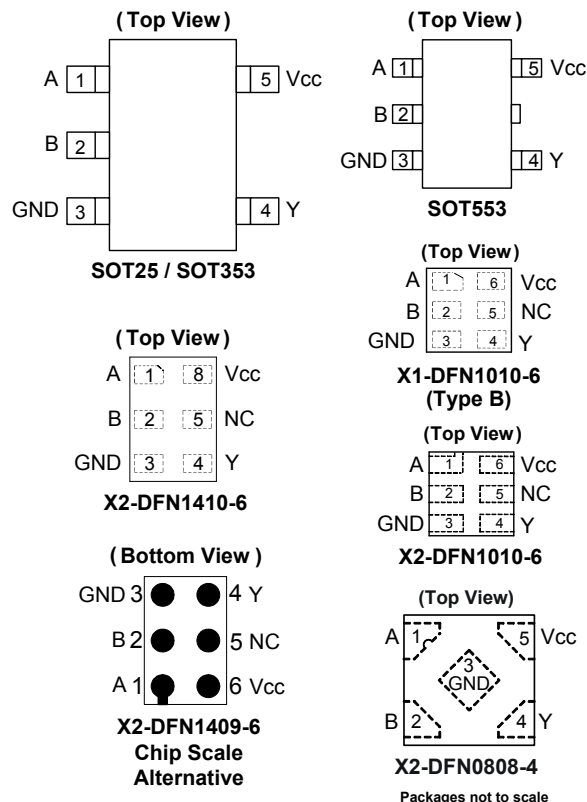 (Top View)
A 1 5 Vcc
B 2
GND 3 4 Y
SOT25 / SOT353
(Top View)
A 1 5 Vcc
B 2
GND 3 4 Y
SOT553
(Top View)
A 1 6 Vcc
B 2 5 NC
GND 3 4 Y
X1-DFN1010-6
(Type B)
(Top View)
A 1 8 Vcc
B 2 5 NC
GND 3 4 Y
X2-DFN1410-6
(Top View)
A 1 6 Vcc
B 2 5 NC
GND 3 4 Y
X2-DFN1010-6
(Bottom View)
GND 3 4 Y
B 2 5 NC
A 1 6 Vcc
X2-DFN1409-6
Chip Scale
Alternative
(Top View)
A 1 5 Vcc
3
GND
B 2 4 Y
X2-DFN0808-4
Packages not to scale